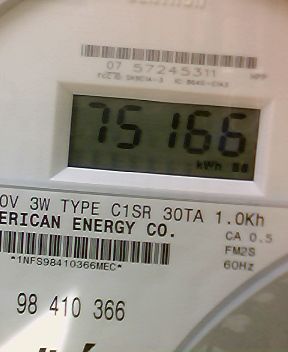 07 57245311
75166
kWh
0V 3W TYPE C1SR 30TA 1.0Kh
ERICAN ENERGY CO.
CA 0.5
FM2S
60Hz
*1NFS98410366MEC*
98 410 366